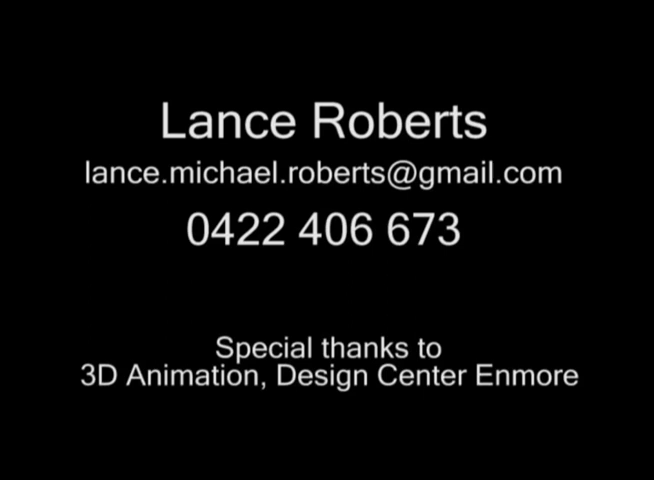 Lance Roberts
lance.michael.roberts@gmail.com
0422 406 673
Special thanks to
3D Animation, Design Center Enmore